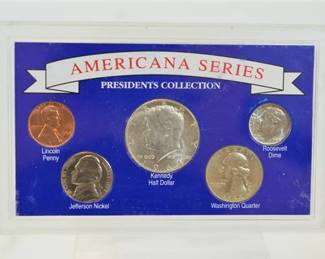 AMERICANA SERIES
PRESIDENTS COLLECTION
Lincoln
Penny
Roosevelt
Dime
Kennedy
Half Dollar
Jefferson Nickel
Washington Quarter